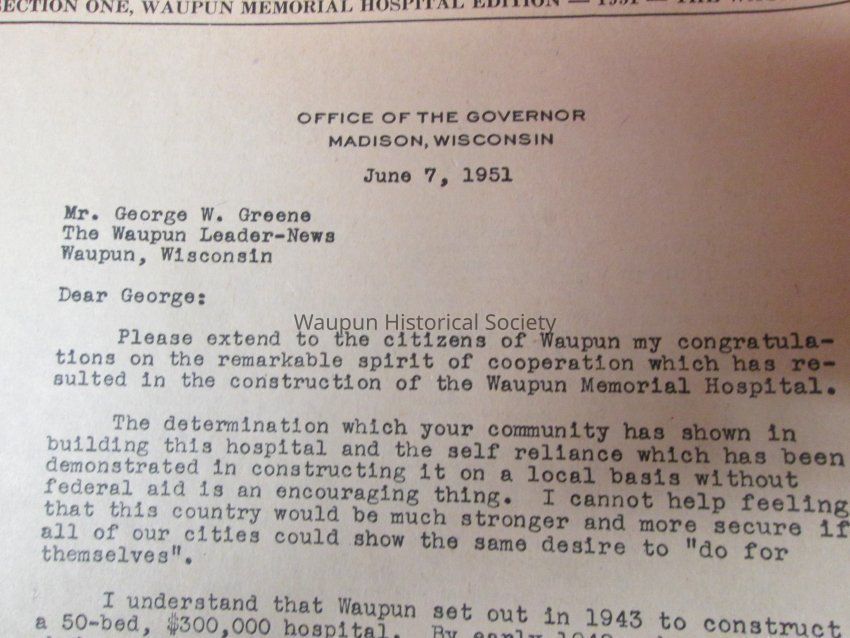 SECTION ONE, WAUPUN MEMORIAL HOSPITAL EDITION — 1951 — THE
OFFICE OF THE GOVERNOR
MADISON, WISCONSIN
June 7, 1951
Mr. George W. Greene
The Waupun Leader-News
Waupun, Wisconsin
Dear George:
Waupun Historical Society
Please extend to the citizens of Waupun my congratula-
tions on the remarkable spirit of cooperation which has re-
sulted in the construction of the Waupun Memorial Hospital.
The determination which your community has shown in
building this hospital and the self reliance which has been
demonstrated in constructing it on a local basis without
federal aid is an encouraging thing. I cannot help feeling
that this country would be much stronger and more secure if
all of our cities could show the same desire to "do for
themselves".
I understand that Waupun set out in 1943 to construct
a 50-bed, $300,000 hospital. By early